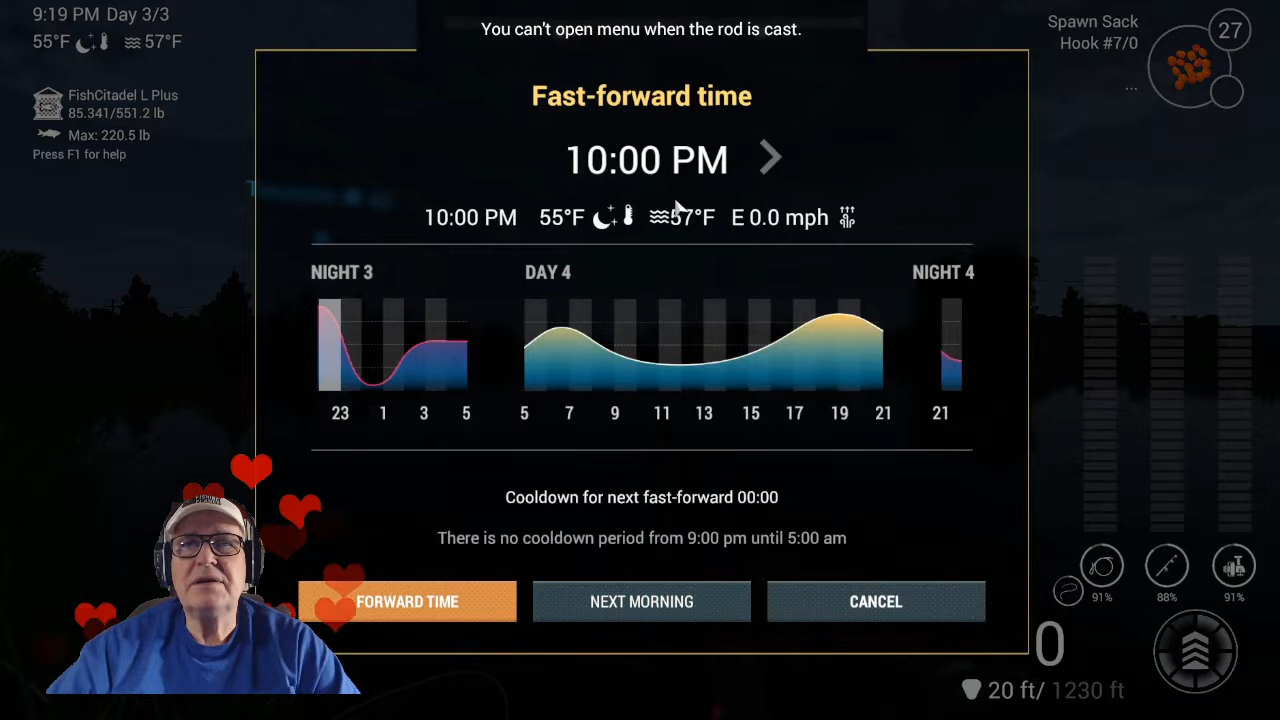 9:19 PM Day 3/3
55°F 57°F
FishCitadel L Plus
85.341/551.2 lb
Max: 220.5 lb
Press F1 for help
You can't open menu when the rod is cast.
Spawn Sack
Hook #7/0
...
27
Fast-forward time
10:00 PM
10:00 PM 55°F 57°F E 0.0 mph
NIGHT 3 DAY 4 NIGHT 4
23 1 3 5 5 7 9 11 13 15 17 19 21 21
Cooldown for next fast-forward 00:00
There is no cooldown period from 9:00 pm until 5:00 am
FORWARD TIME NEXT MORNING CANCEL
91% 88% 91%
0
20 ft/ 1230 ft